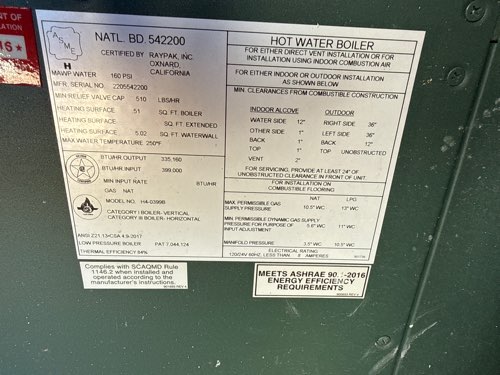 NT OF
LATION
16★
ASME
H
NATL. BD. 542200
CERTIFIED BY RAYPAK, INC
OXNARD,
CALIFORNIA
MAWP WATER 160 PSI
MFR. SERIAL NO. 2205542200
MIN RELIEF VALVE CAP 510 LBS/HR
HEATING SURFACE 51 SQ. FT. BOILER
HEATING SURFACE SQ. FT. EXTENDED
HEATING SURFACE 5.02 SQ. FT. WATERWALL
MAX WATER TEMPERATURE 250°F
BTU/HR.OUTPUT 335,160
BTU/HR INPUT 399,000
MIN. RATE BTU/HR
GAS NAT
MODEL NO. H4-0399B
CATEGORY I BOILER- VERTICAL
CATEGORY III BOILER- HORIZONTAL
ANSI Z21.13/CSA 4.9-2017
LOW PRESSURE BOILER PAT 7,044,124
THERMAL EFFICIENCY 84%
HOT WATER BOILER
FOR EITHER DIRECT VENT INSTALLATION OR FOR
INSTALLATION USING INDOOR COMBUSTION AIR
FOR EITHER INDOOR OR OUTDOOR INSTALLATION
AS SHOWN BELOW
MIN. CLEARANCES FROM COMBUSTIBLE CONSTRUCTION
INDOOR ALCOVE OUTDOOR
WATER SIDE 12" RIGHT SIDE 36"
OTHER SIDE 1" LEFT SIDE 36"
BACK 1" BACK 12"
TOP 1" TOP UNOBSTRUCTED
VENT 2"
FOR SERVICING, PROVIDE AT LEAST 24" OF
UNOBSTRUCTED CLEARANCE IN FRONT OF UNIT.
FOR INSTALLATION ON
COMBUSTIBLE FLOORING
NAT LPG
MAX. PERMISSIBLE GAS
SUPPLY PRESSURE 10.5" WC 13" WC
MIN. PERMISSIBLE DYNAMIC GAS SUPPLY
PRESSURE FOR PURPOSE OF
INPUT ADJUSTMENT 5.6" WC 11" WC
MANIFOLD PRESSURE 3.5" WC 10.5" WC
ELECTRICAL RATING
120/24V 60HZ, LESS THEN AMPERES
Complies with SCAQMD Rule
1146.2 when installed and
operated according to the
manufacturer's instructions.
MEETS ASHRAE 90.1-2016
ENERGY EFFICIENCY
REQUIREMENTS